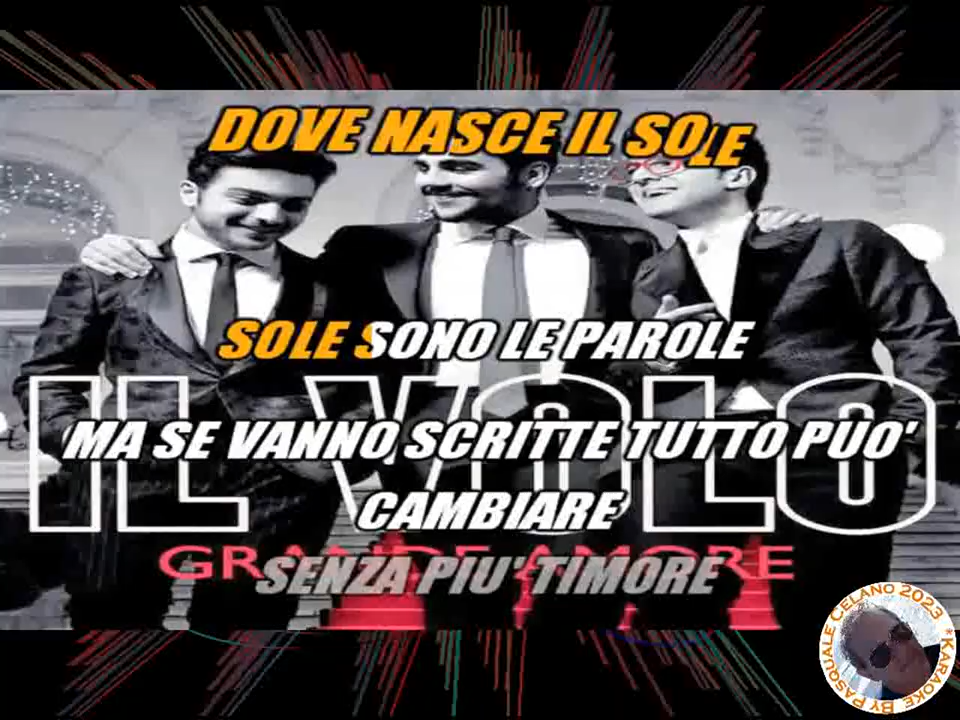 DOVE NASCE IL SOLE
SOLE SONO LE PAROLE
IL VOLO
MA SE VANNO SCRITTE TUTTO PUO'
CAMBIARE
GRANDE AMORE
SENZA PIU' TIMORE
PASQUALE CELANO 2023 * KARAOKE BY